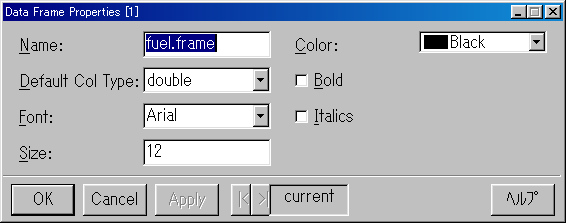 Data Frame Properties [1]
Name: fuel.frame Color: Black
Default Col Type: double Bold
Font: Arial Italics
Size: 12
OK Cancel Apply |< >| current ﾍﾙﾌﾟ